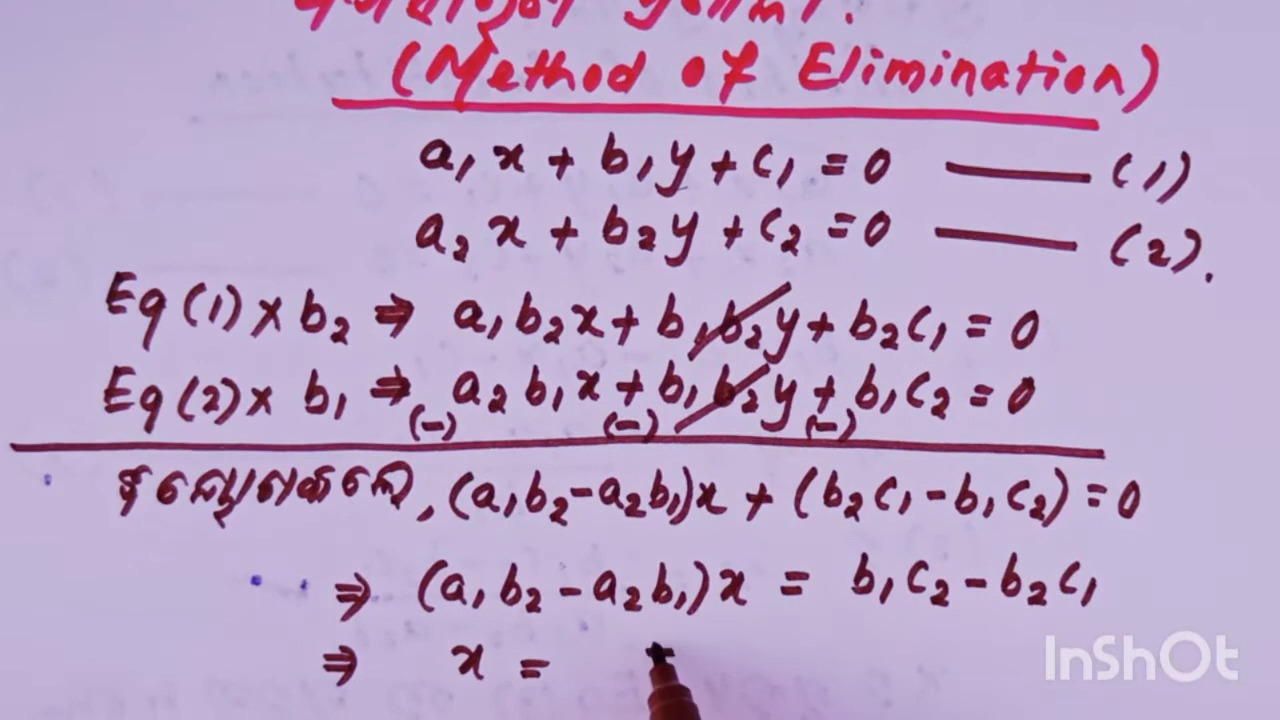 (Method of Elimination)
a₁x + b₁y + c₁ = 0 —— (1)
a₂x + b₂y + c₂ = 0 —— (2).
Eq (1) × b₂ ⇒ a₁b₂x + b₁b₂y + b₂c₁ = 0
Eq (2) × b₁ ⇒ a₂b₁x + b₁b₂y + b₁c₂ = 0
(-) (-) (-)
, (a₁b₂-a₂b₁)x + (b₂c₁-b₁c₂) = 0
⇒ (a₁b₂-a₂b₁)x = b₁c₂-b₂c₁
⇒ x =
InShOt